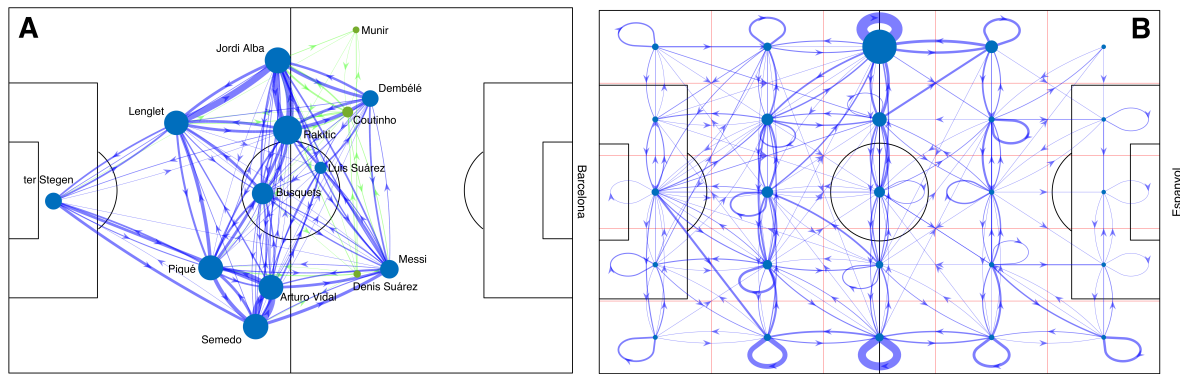 A
Munir
Jordi Alba
Dembélé
Lenglet
Coutinho
Rakitic
Luis Suárez
ter Stegen
Busquets
Messi
Piqué
Denis Suárez
Arturo Vidal
Semedo
Barcelona
B
Espanyol